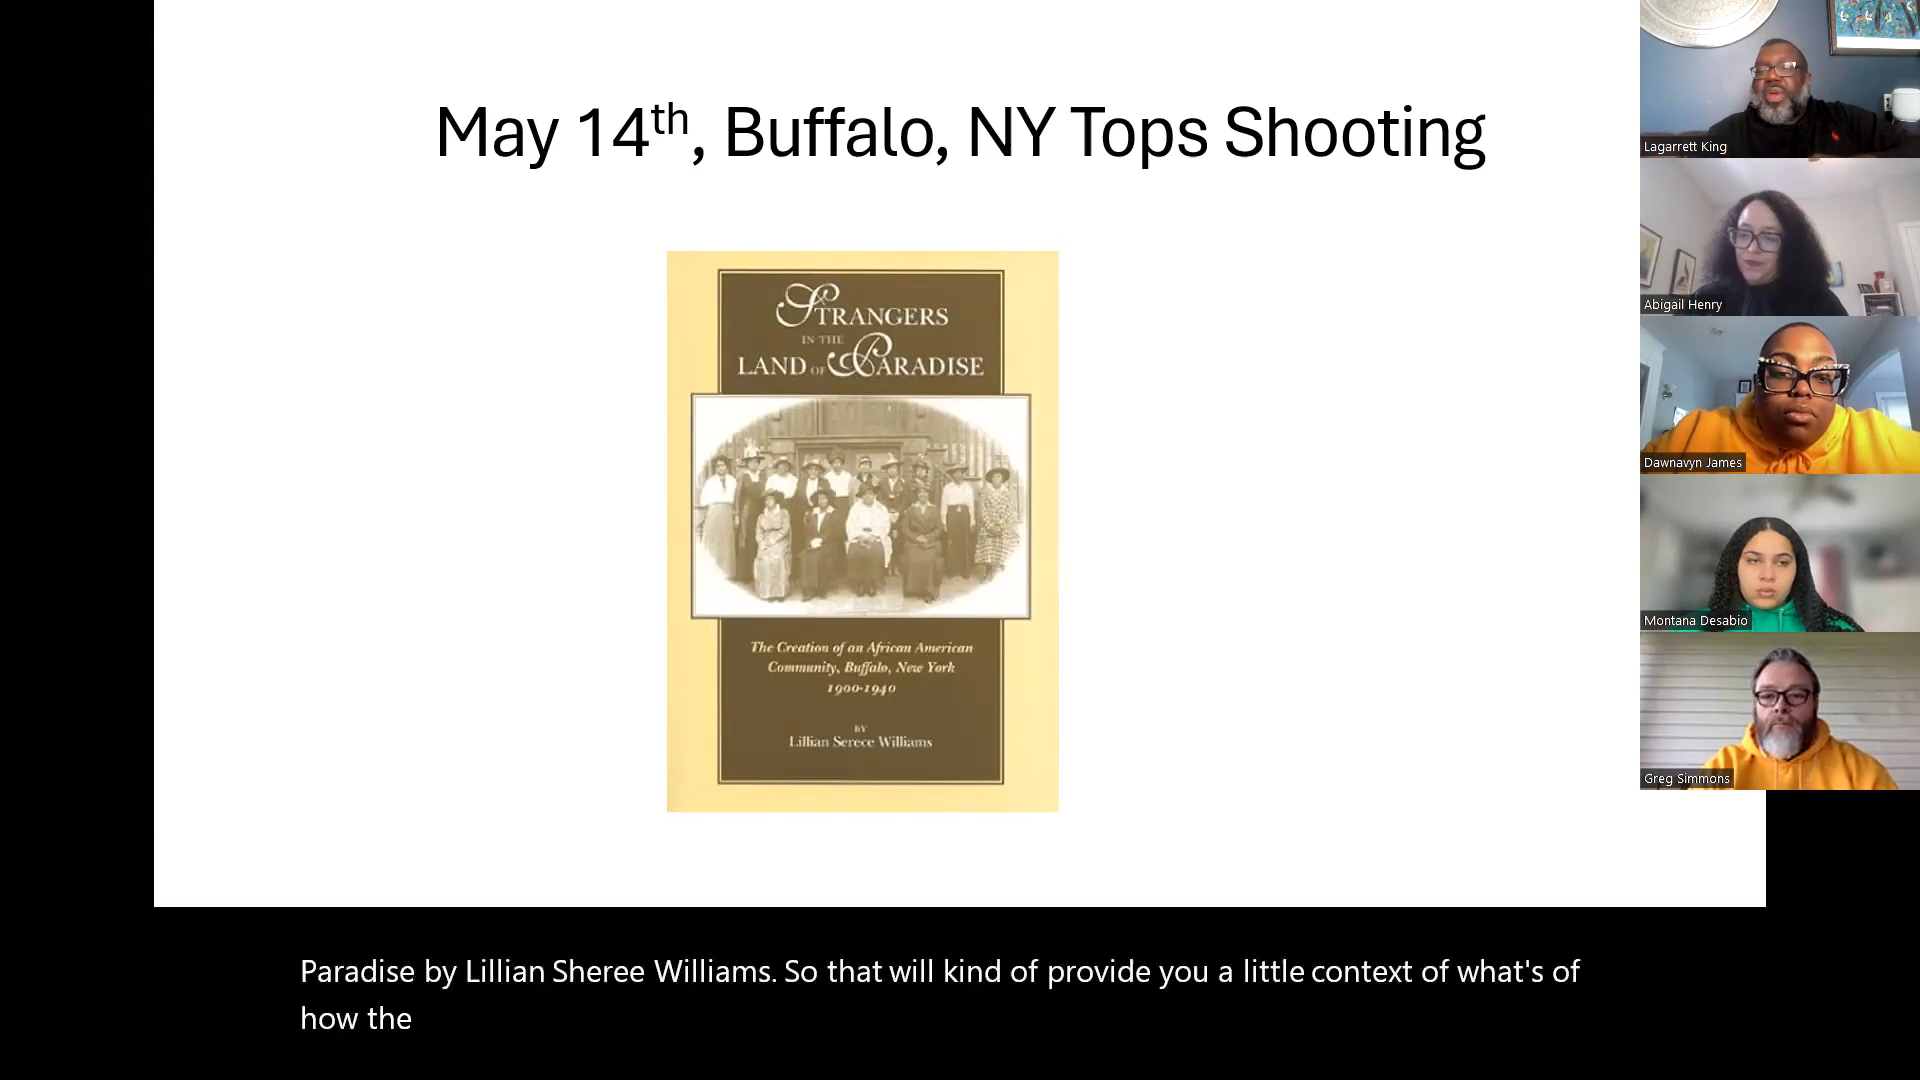 May 14th, Buffalo, NY Tops Shooting
STRANGERS
IN THE
LAND OF PARADISE
The Creation of an African American
Community, Buffalo, New York
1900-1940
BY
Lillian Serece Williams
Lagarrett King
Abigail Henry
Dawnavyn James
Montana Desabio
Greg Simmons
Paradise by Lillian Sheree Williams. So that will kind of provide you a little context of what's of
how the